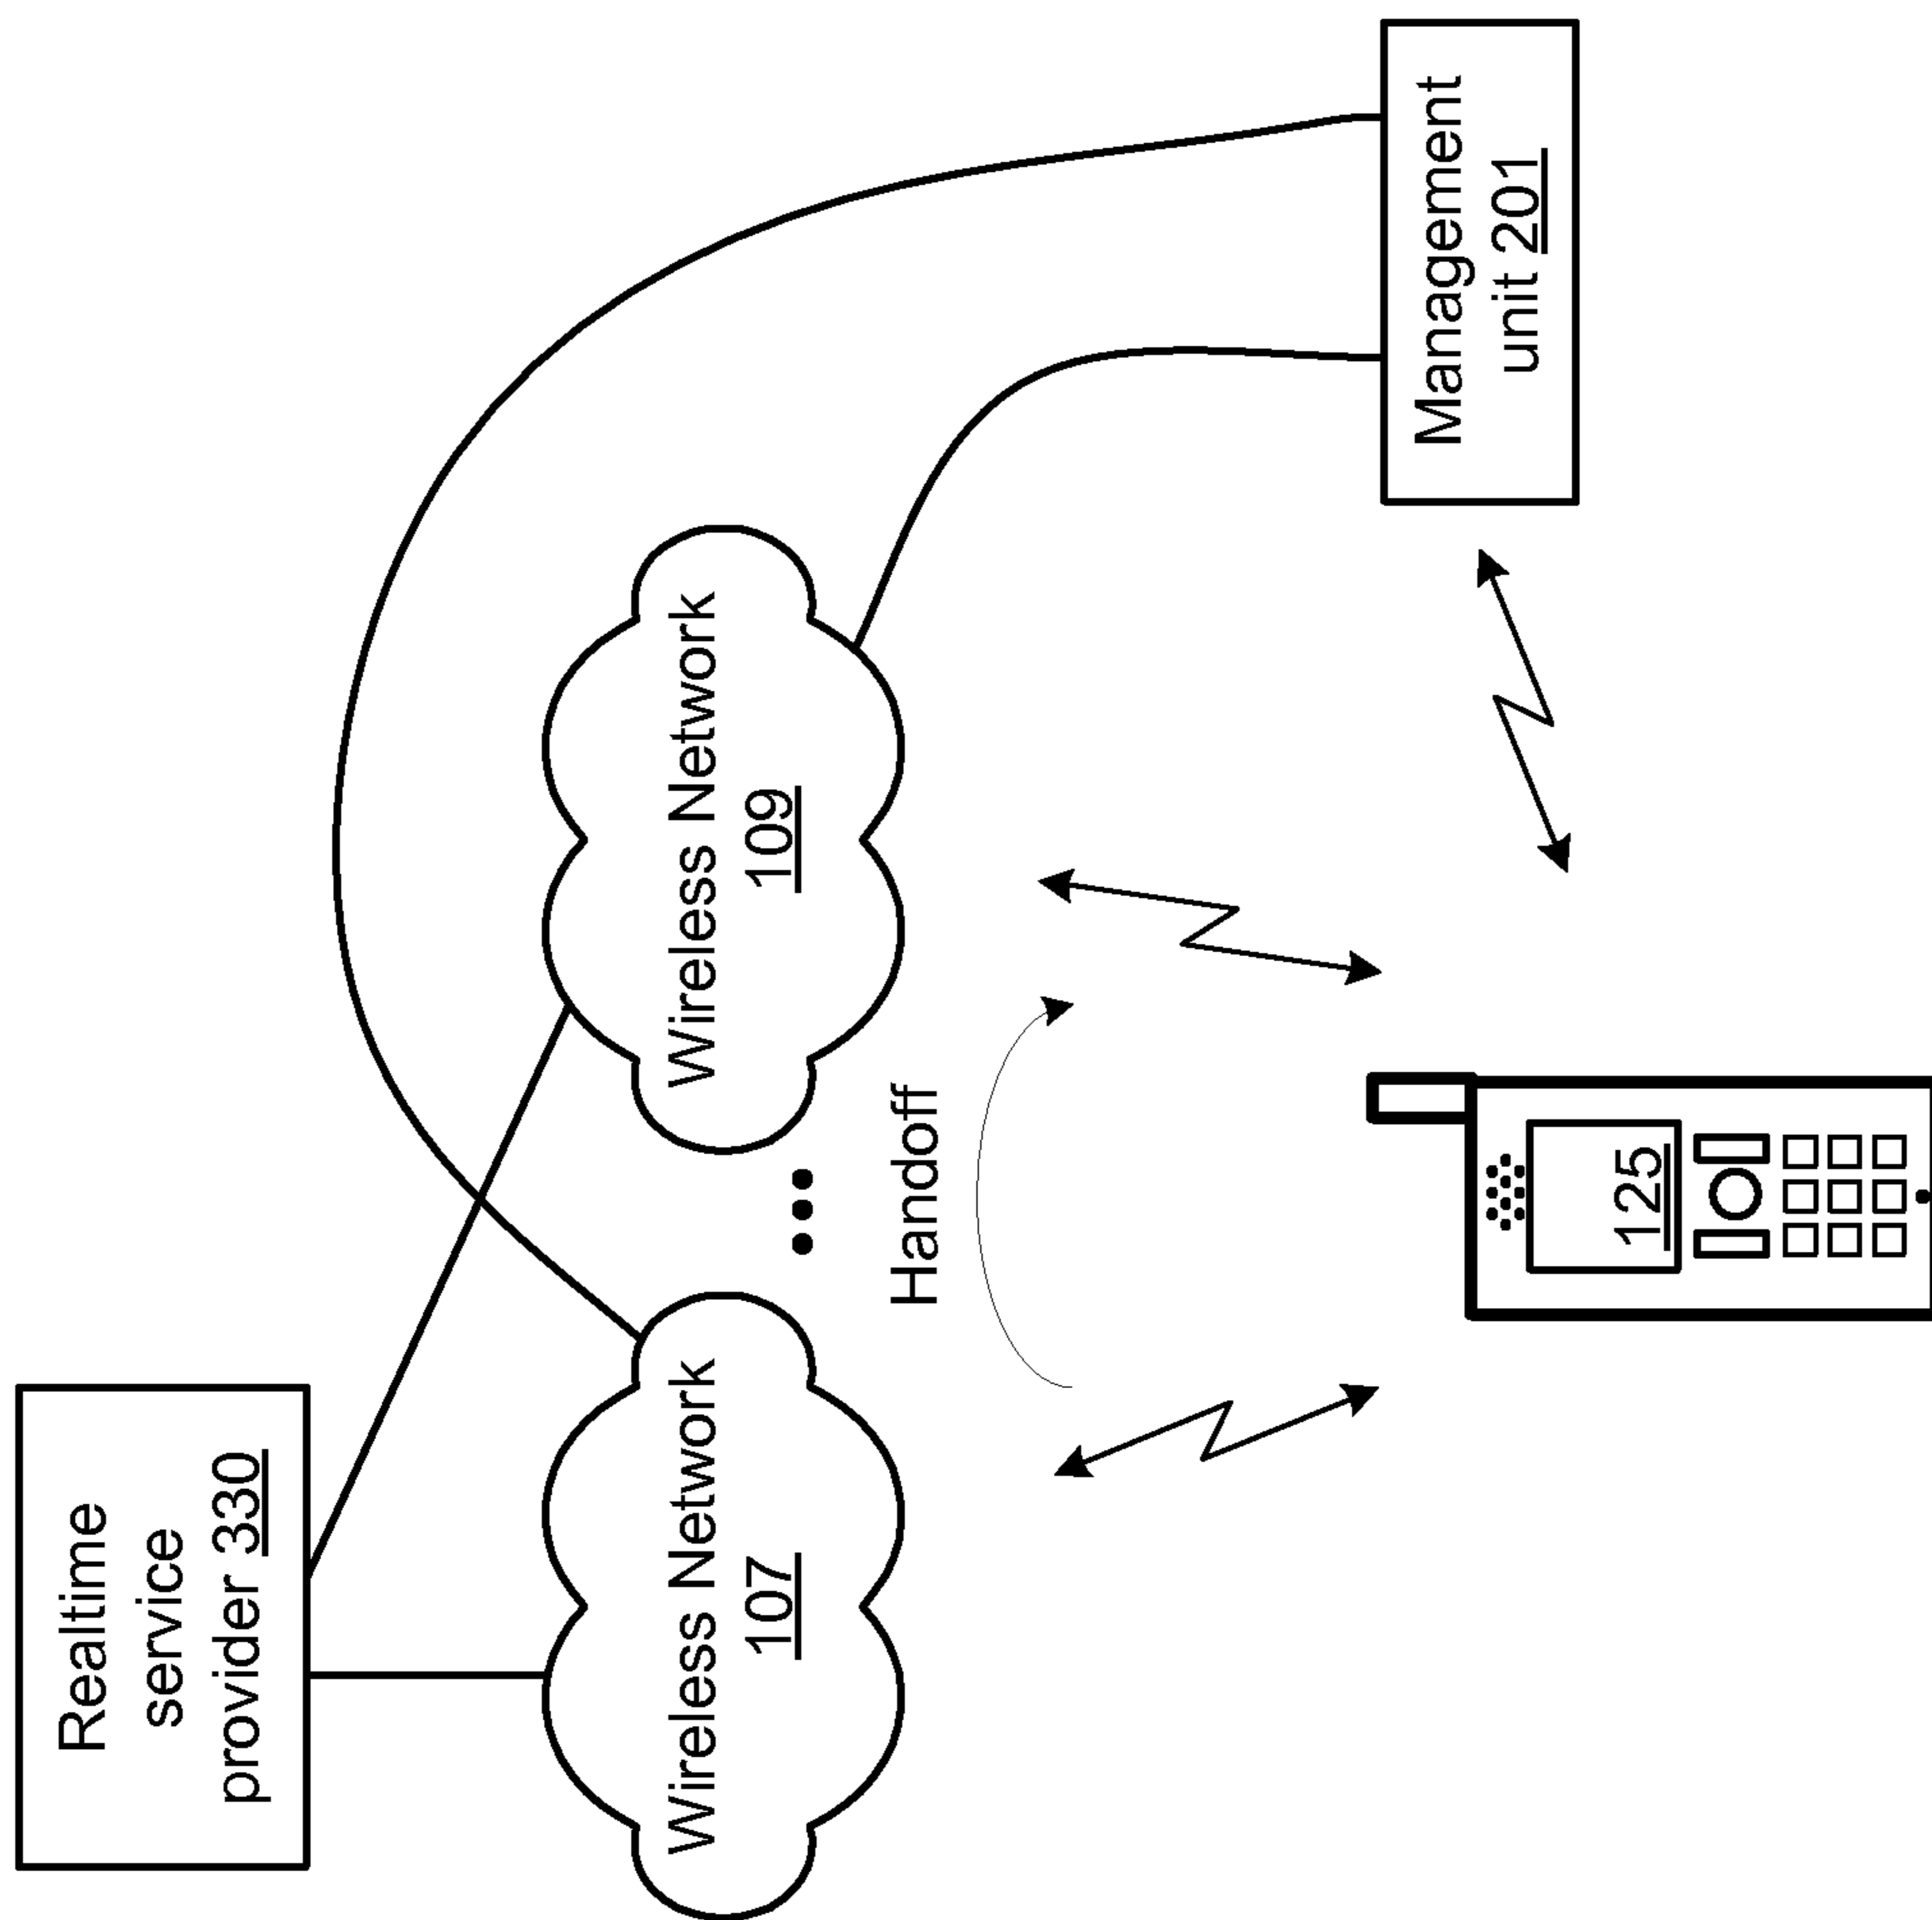 Realtime
service
provider 330
Wireless Network
107
Wireless Network
109
Handoff
Management
unit 201
125